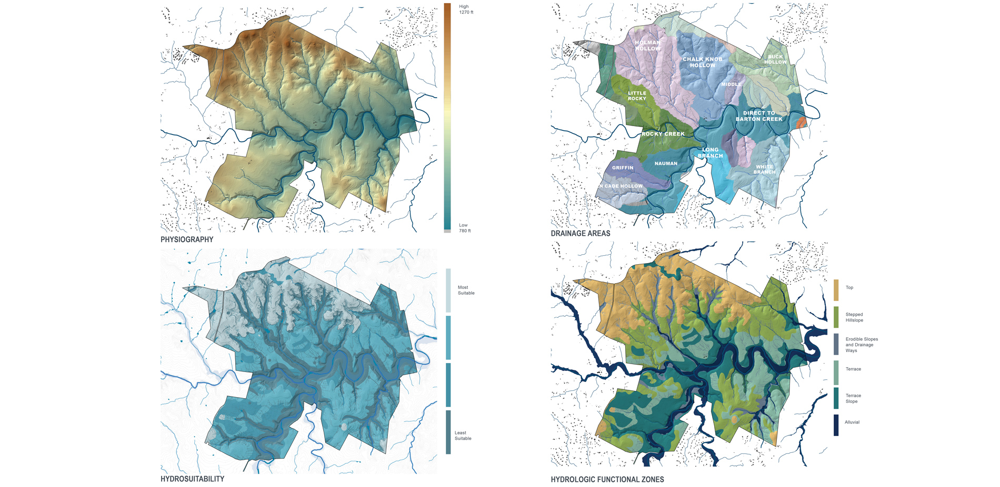 High
1270 ft
Low
780 ft
PHYSIOGRAPHY
HOLMAN
HOLLOW
CHALK KNOB
HOLLOW
BUCK
HOLLOW
MIDDLE
LITTLE
ROCKY
DIRECT TO
BARTON CREEK
ROCKY CREEK
LONG
BRANCH
NAUMAN
GRIFFIN
WHITE
BRANCH
N CADE HOLLOW
DRAINAGE AREAS
Most
Suitable
Least
Suitable
HYDROSUITABILITY
Top
Stepped
Hillslope
Erodible Slopes
and Drainage
Ways
Terrace
Terrace
Slope
Alluvial
HYDROLOGIC FUNCTIONAL ZONES